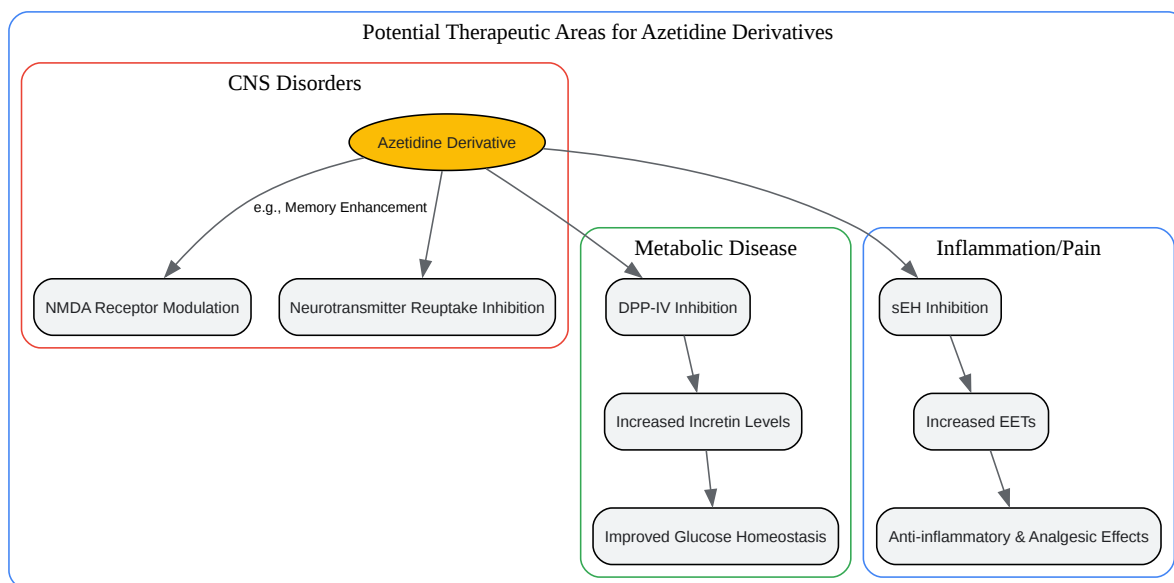 Potential Therapeutic Areas for Azetidine Derivatives
CNS Disorders
Azetidine Derivative
e.g., Memory Enhancement
NMDA Receptor Modulation
Neurotransmitter Reuptake Inhibition
Metabolic Disease
DPP-IV Inhibition
Increased Incretin Levels
Improved Glucose Homeostasis
Inflammation/Pain
sEH Inhibition
Increased EETs
Anti-inflammatory & Analgesic Effects